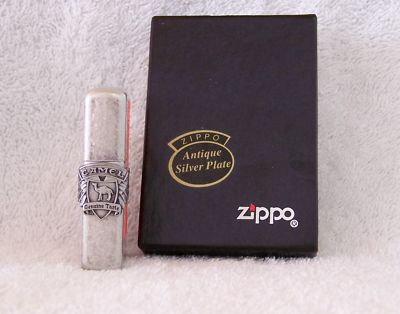 CAMEL
Genuine Taste
ZIPPO
Antique
Silver Plate
zippo®